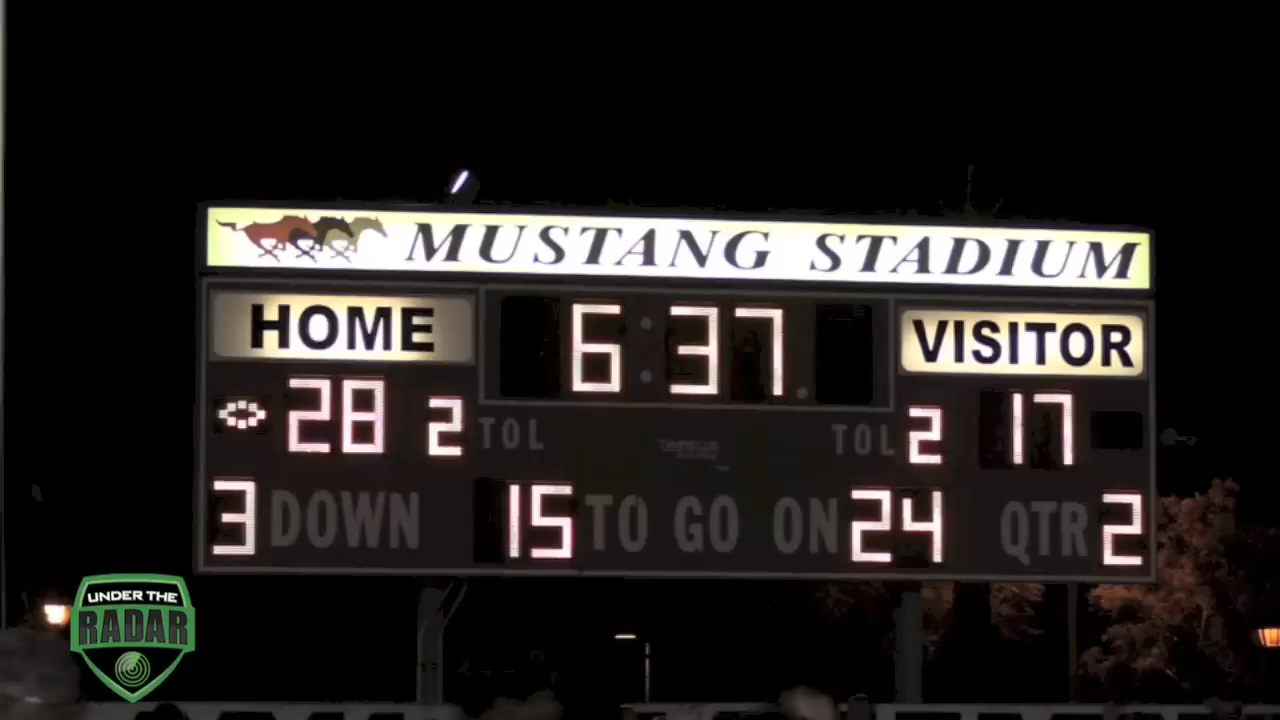 MUSTANG STADIUM
HOME 6:37 VISITOR
28 2 TOL TOL 2 17
3 DOWN 15 TO GO ON 24 QTR 2
UNDER THE
RADAR